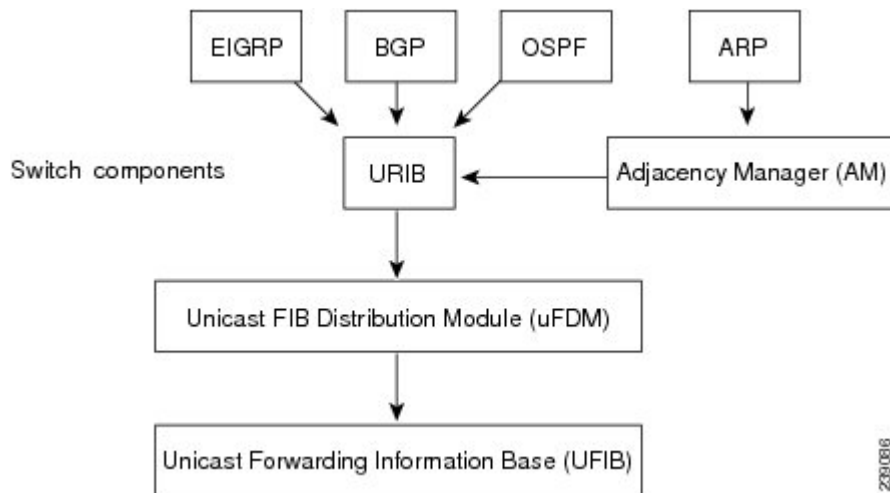 EIGRP
BGP
OSPF
ARP
Switch components
URIB
Adjacency Manager (AM)
Unicast FIB Distribution Module (uFDM)
Unicast Forwarding Information Base (UFIB)
239086